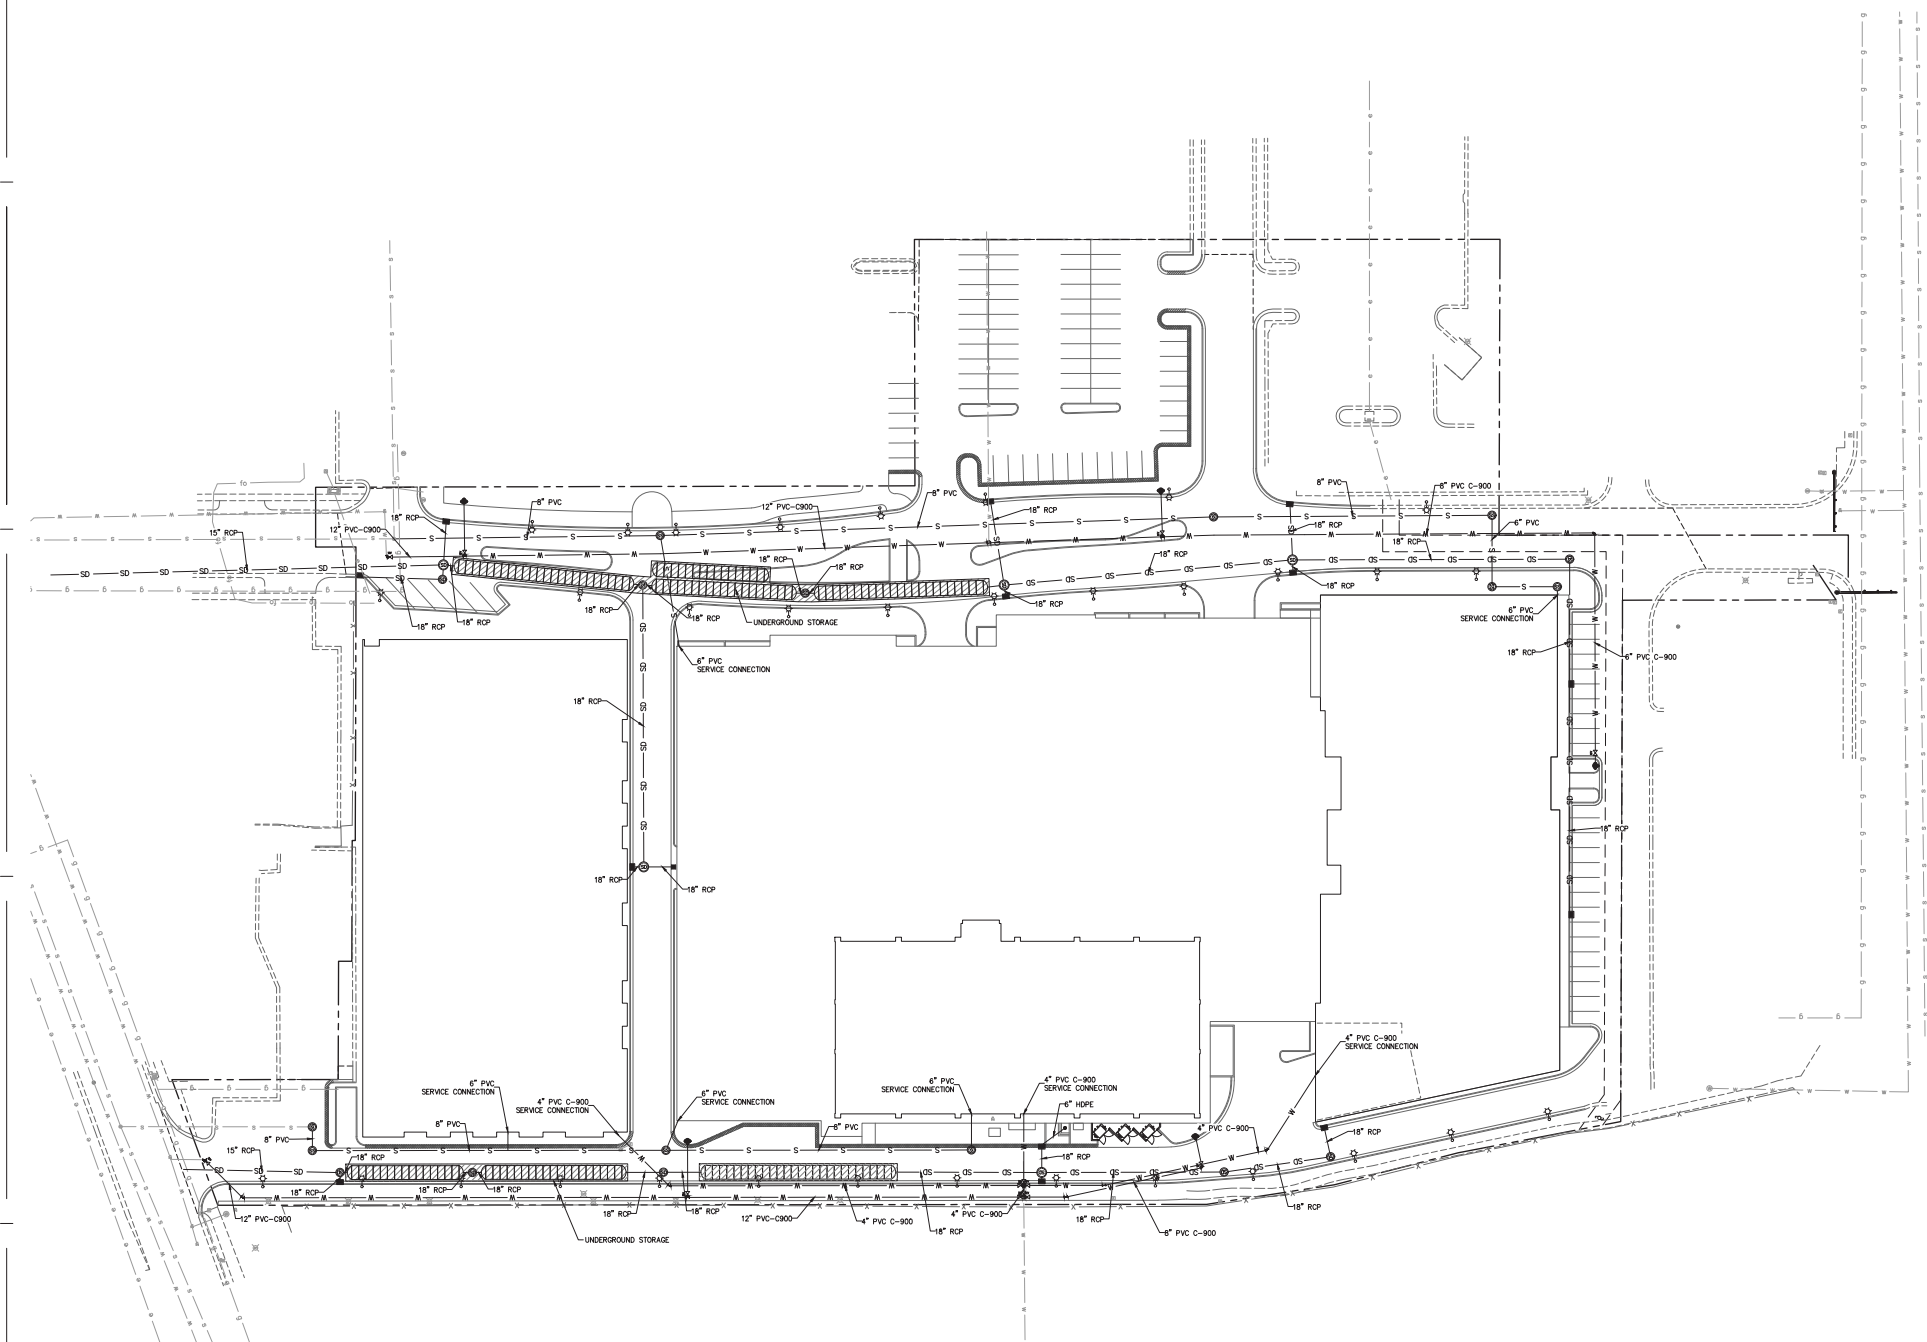 8" PVC
8" PVC
8" PVC
8" PVC C-900
12" PVC-C900
18" RCP
18" RCP
18" RCP
6" PVC
15" RCP
12" PVC-C900
18" RCP
18" RCP
18" RCP
18" RCP
18" RCP
18" RCP
18" RCP
18" RCP
18" RCP
18" RCP
18" RCP
UNDERGROUND STORAGE
6" PVC
SERVICE CONNECTION
6" PVC
SERVICE CONNECTION
18" RCP
6" PVC C-900
18" RCP
18" RCP
18" RCP
18" RCP
4" PVC C-900
SERVICE CONNECTION
6" PVC
SERVICE CONNECTION
4" PVC C-900
SERVICE CONNECTION
6" PVC
SERVICE CONNECTION
6" PVC
SERVICE CONNECTION
4" PVC C-900
SERVICE CONNECTION
6" HDPE
8" PVC
8" PVC
8" PVC
4" PVC C-900
18" RCP
15" RCP
18" RCP
18" RCP
18" RCP
18" RCP
18" RCP
12" PVC-C900
18" RCP
18" RCP
12" PVC-C900
4" PVC C-900
4" PVC C-900
18" RCP
18" RCP
18" RCP
8" PVC C-900
UNDERGROUND STORAGE